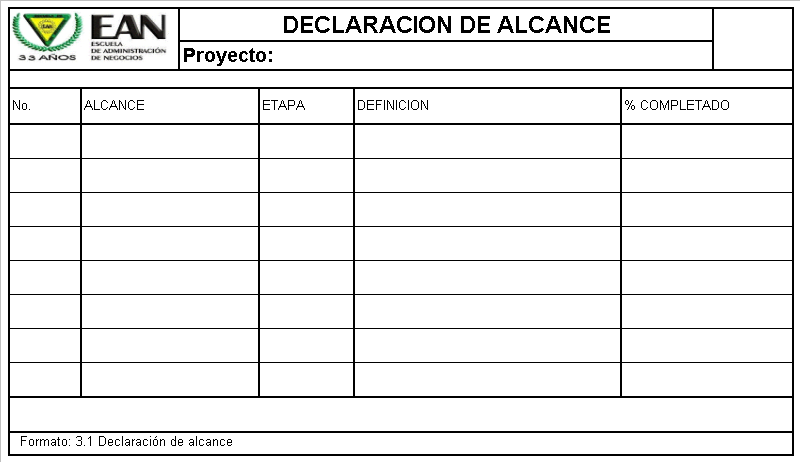 EAN
ESCUELA
DE ADMINISTRACIÓN
DE NEGOCIOS
33 AÑOS
DECLARACION DE ALCANCE
Proyecto:
No. ALCANCE ETAPA DEFINICION % COMPLETADO
Formato: 3.1 Declaración de alcance